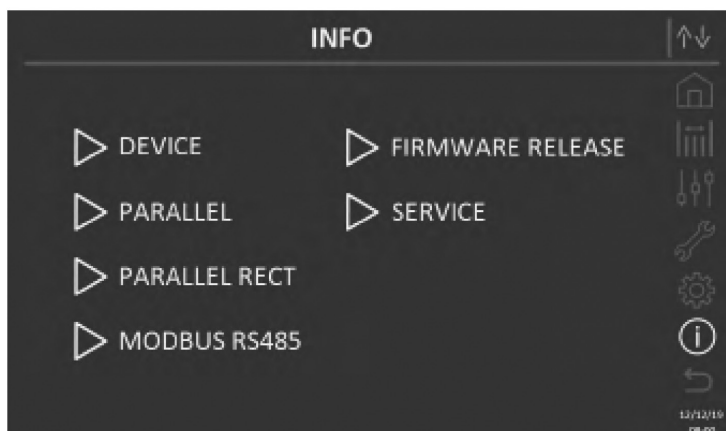 INFO
DEVICE
PARALLEL
PARALLEL RECT
MODBUS RS485
FIRMWARE RELEASE
SERVICE
12/12/19